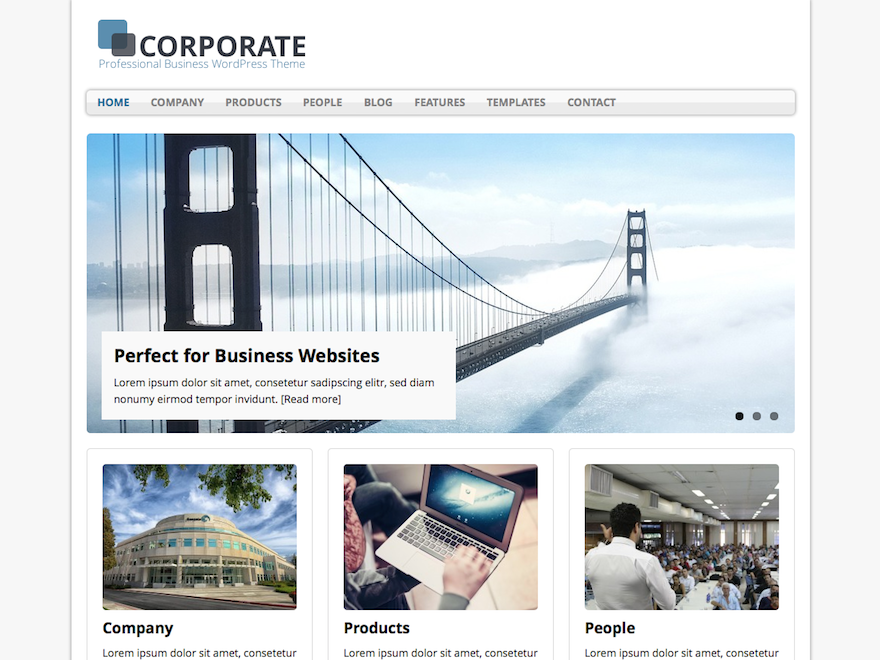 CORPORATE
Professional Business WordPress Theme
HOME COMPANY PRODUCTS PEOPLE BLOG FEATURES TEMPLATES CONTACT
Perfect for Business Websites
Lorem ipsum dolor sit amet, consetetur sadipscing elitr, sed diam
nonumy eirmod tempor invidunt. [Read more]
Company
Lorem ipsum dolor sit amet, consetetur
Products
Lorem ipsum dolor sit amet, consetetur
People
Lorem ipsum dolor sit amet, consetetur